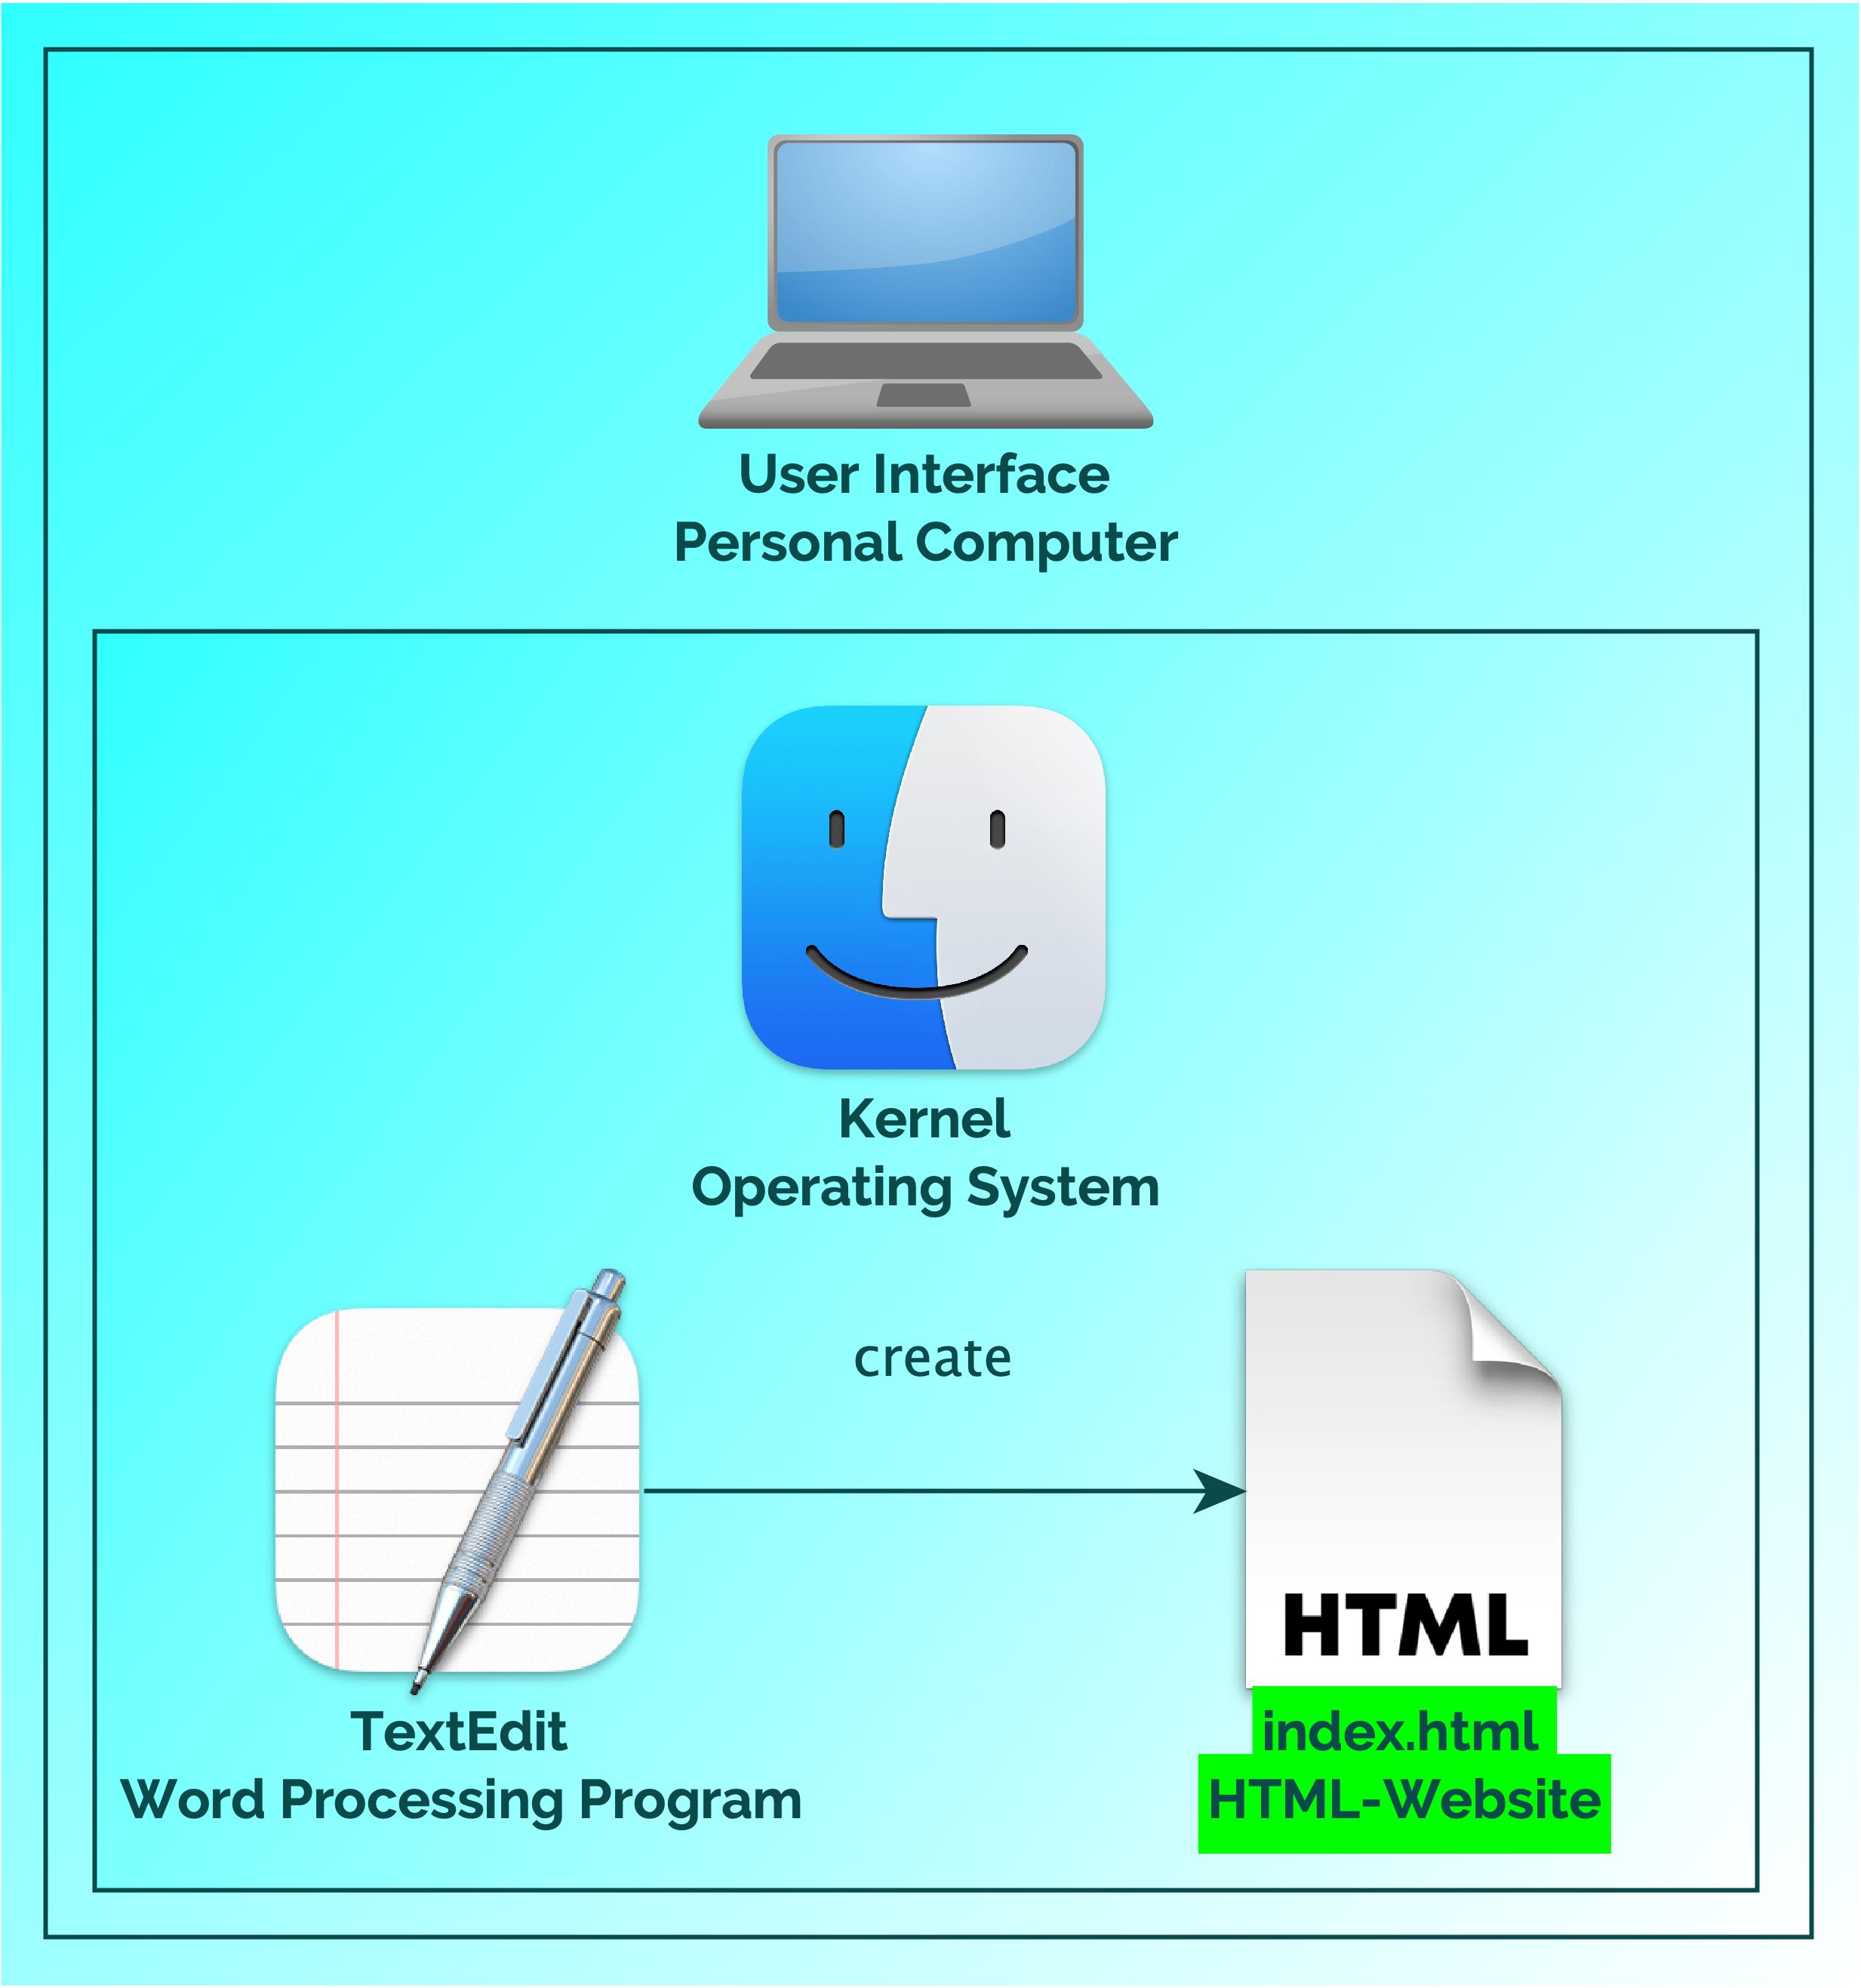 User Interface
Personal Computer
Kernel
Operating System
create
HTML
TextEdit
Word Processing Program
index.html
HTML-Website